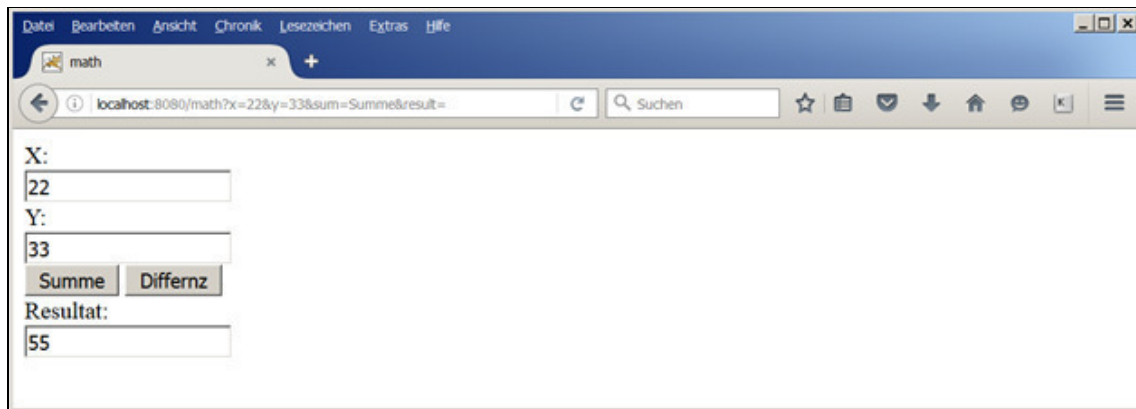 Datei Bearbeiten Ansicht Chronik Lesezeichen Extras Hilfe
math
localhost:8080/math?x=22&y=33&sum=Summe&result=
Suchen
X:
22
Y:
33
Summe Differnz
Resultat:
55